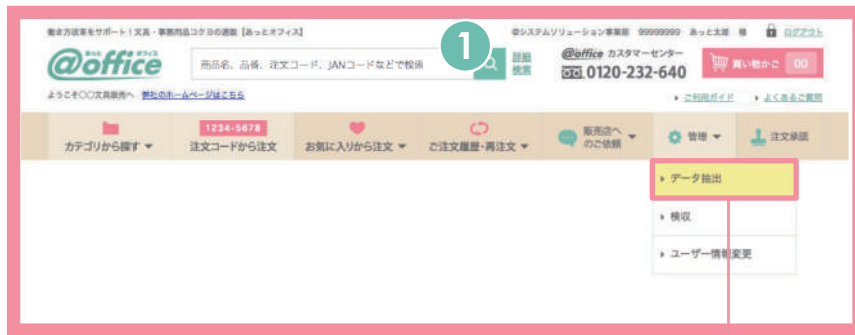 働き方改革をサポート!文具・事務用品コクヨの通販【あっとオフィス】
@システムソリューション事業部 99999999 あっと太郎 様 ログアウト
@office
商品名、品番、注文コード、JANコードなどで検索
1
詳細検索
@office カスタマーセンター
0120-232-640
買い物かご 00
ようこそ〇〇文具販売へ 弊社のホームページはこちら
ご利用ガイド よくあるご質問
カテゴリから探す
1234-5678
注文コードから注文
お気に入りから注文
ご注文履歴・再注文
販売店へのご依頼
管理
注文承認
データ抽出
検収
ユーザー情報変更